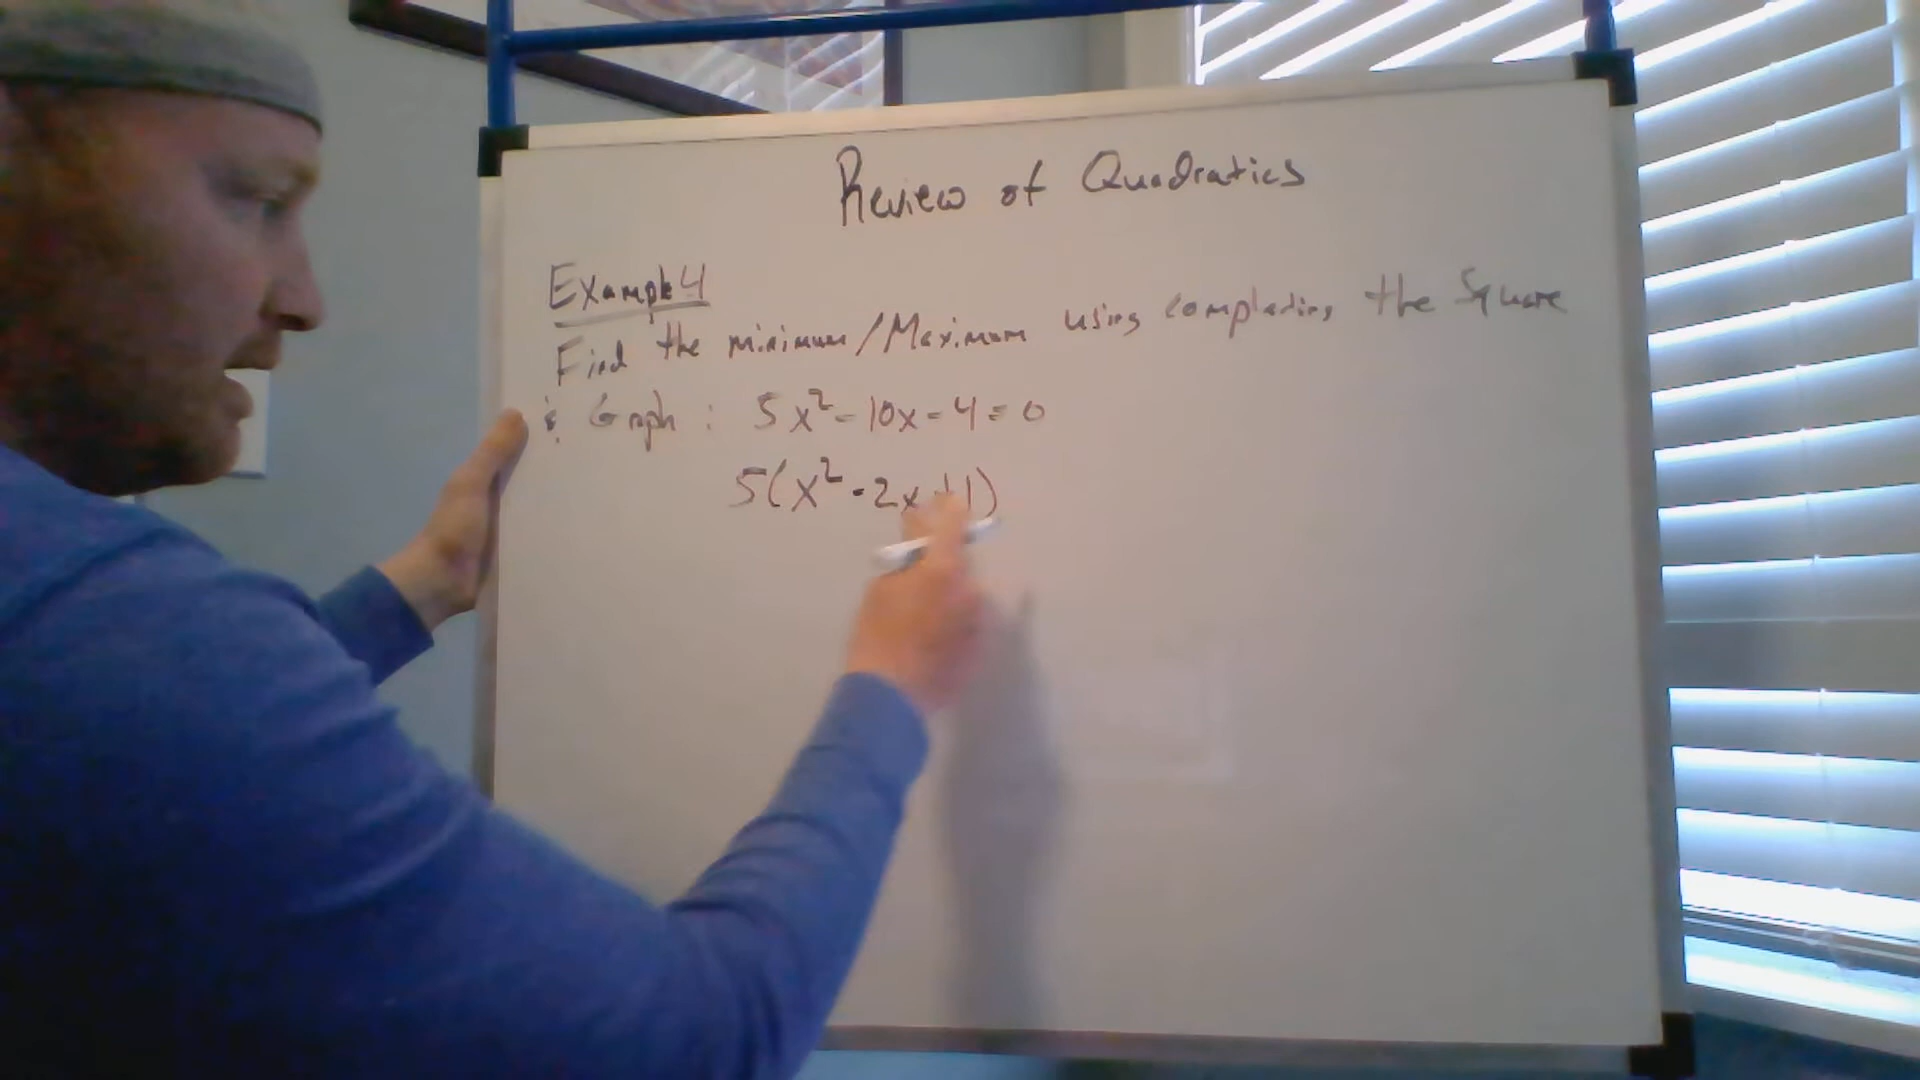 Review of Quadratics
Example 4
Find the minimum/Maximum using completing the Square
& Graph : 5x² - 10x - 4 = 0
5(x² - 2x + 1)